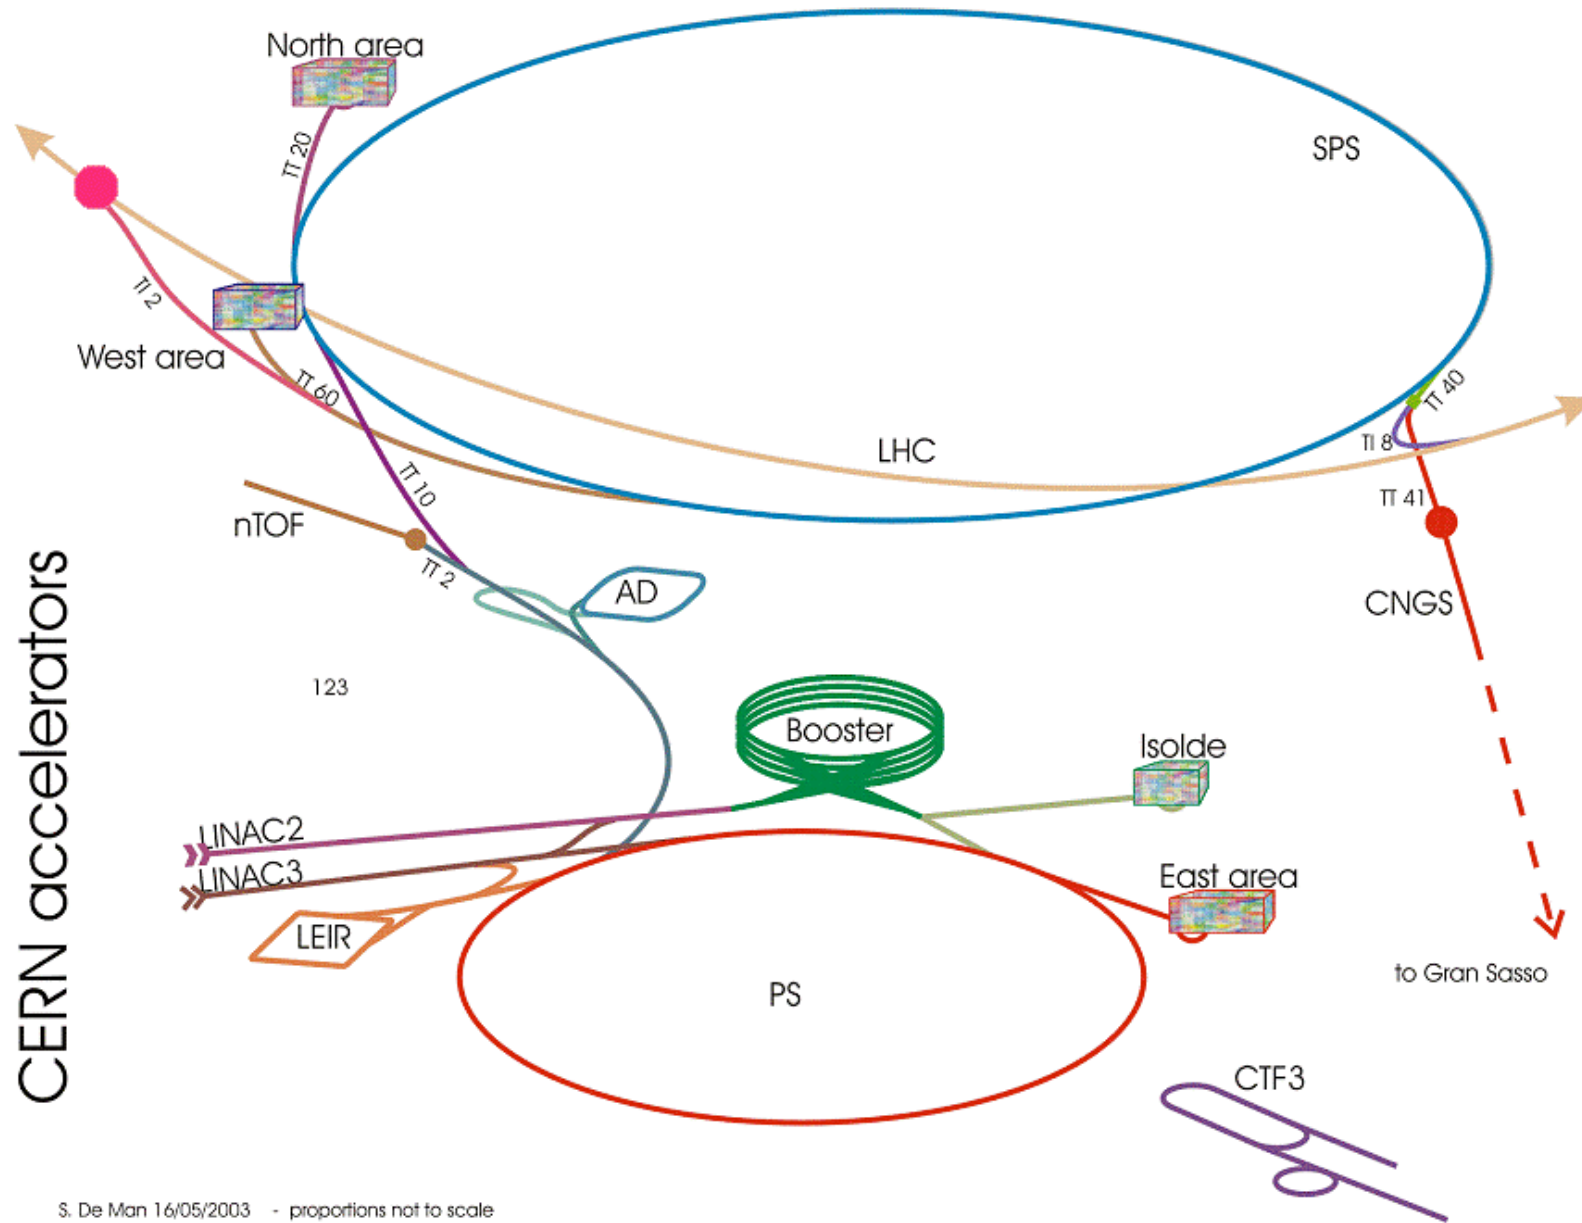 North area
TT 20
SPS
TI 2
West area
TT 60
TT 40
TI 8
LHC
TT 10
TT 41
nTOF
TT 2
AD
CNGS
CERN accelerators
123
Booster
Isolde
LINAC2
LINAC3
East area
LEIR
to Gran Sasso
PS
CTF3
S. De Man 16/05/2003 - proportions not to scale